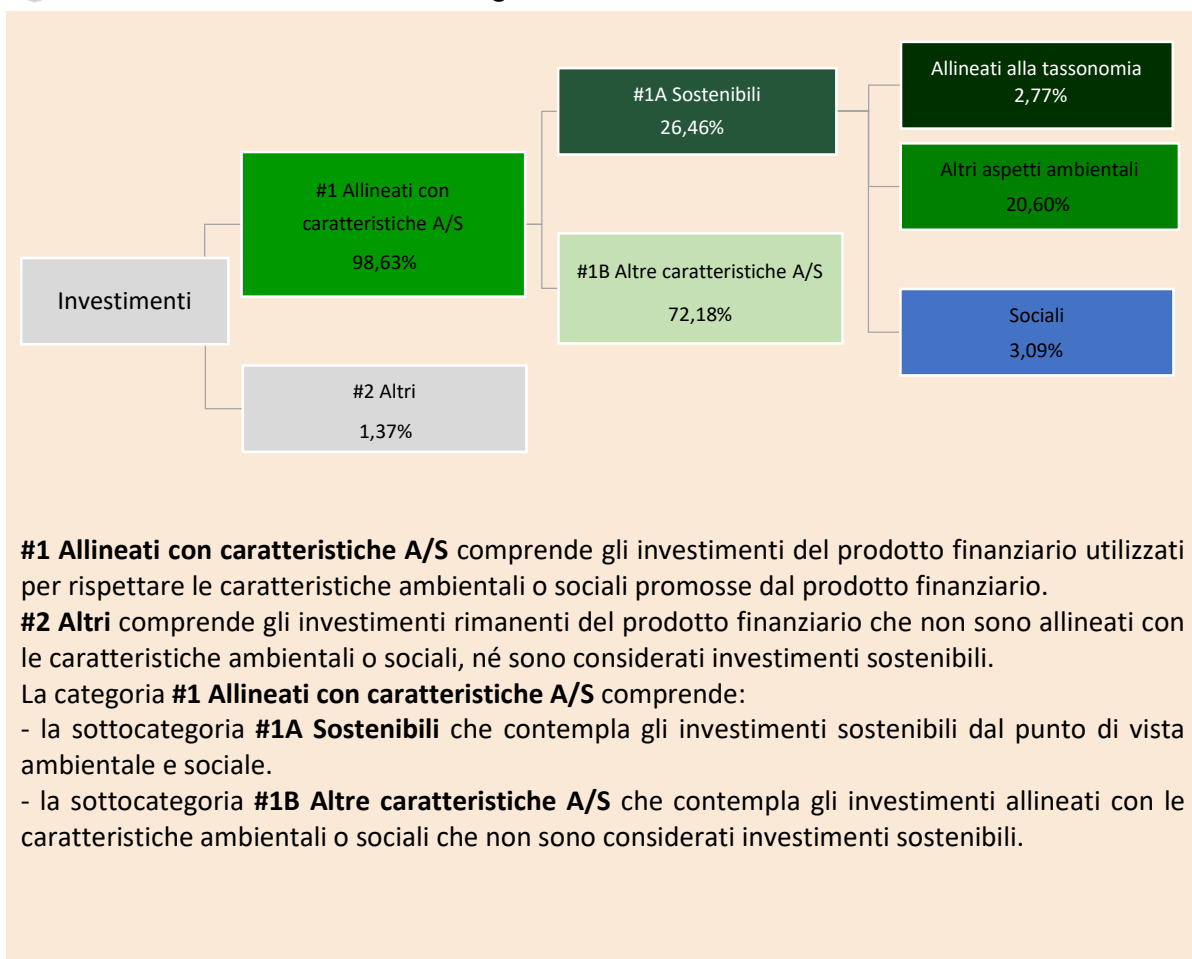 Investimenti
#1 Allineati con
caratteristiche A/S
98,63%
#2 Altri
1,37%
#1A Sostenibili
26,46%
#1B Altre caratteristiche A/S
72,18%
Allineati alla tassonomia
2,77%
Altri aspetti ambientali
20,60%
Sociali
3,09%
#1 Allineati con caratteristiche A/S comprende gli investimenti del prodotto finanziario utilizzati
per rispettare le caratteristiche ambientali o sociali promosse dal prodotto finanziario.
#2 Altri comprende gli investimenti rimanenti del prodotto finanziario che non sono allineati con
le caratteristiche ambientali o sociali, né sono considerati investimenti sostenibili.
La categoria #1 Allineati con caratteristiche A/S comprende:
- la sottocategoria #1A Sostenibili che contempla gli investimenti sostenibili dal punto di vista
ambientale e sociale.
- la sottocategoria #1B Altre caratteristiche A/S che contempla gli investimenti allineati con le
caratteristiche ambientali o sociali che non sono considerati investimenti sostenibili.